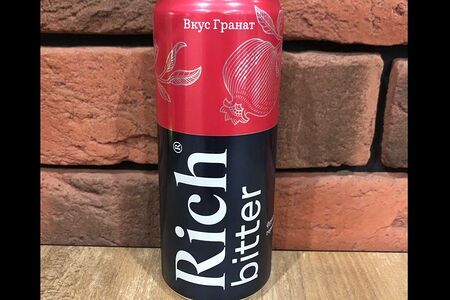 Вкус Гранат
Rich®
bitter